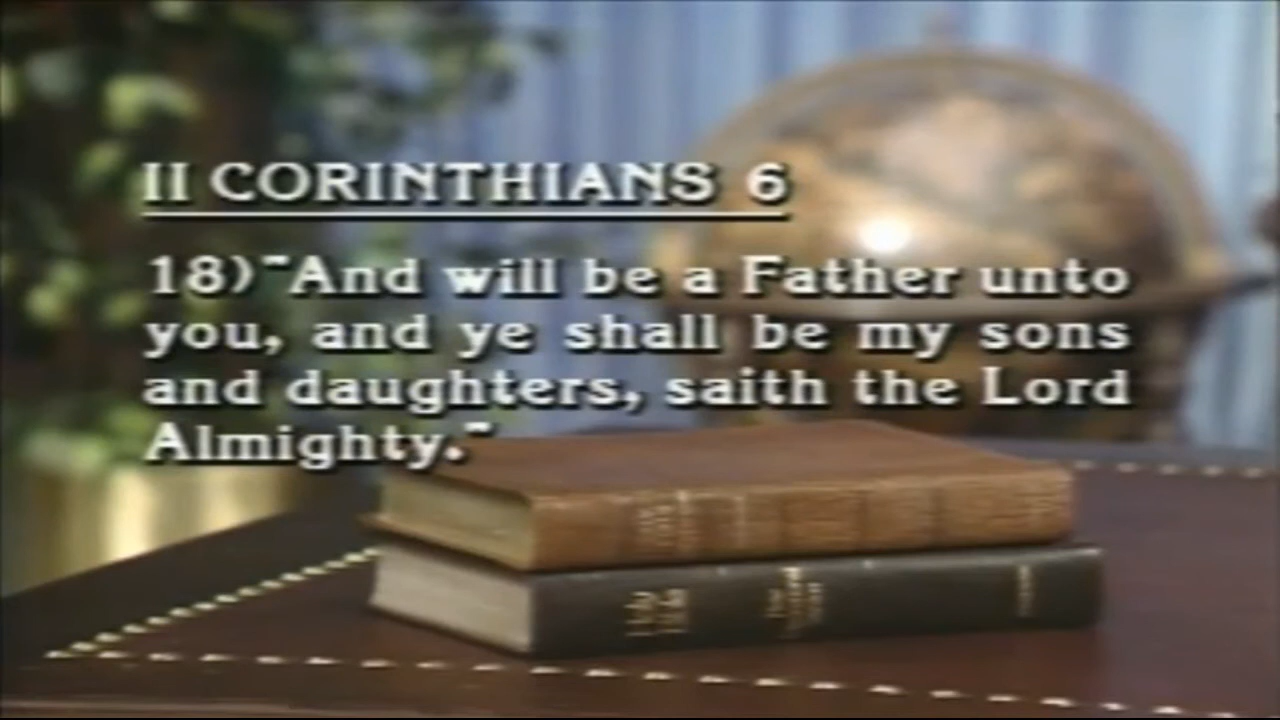 II CORINTHIANS 6
18)"And will be a Father unto
you, and ye shall be my sons
and daughters, saith the Lord
Almighty."